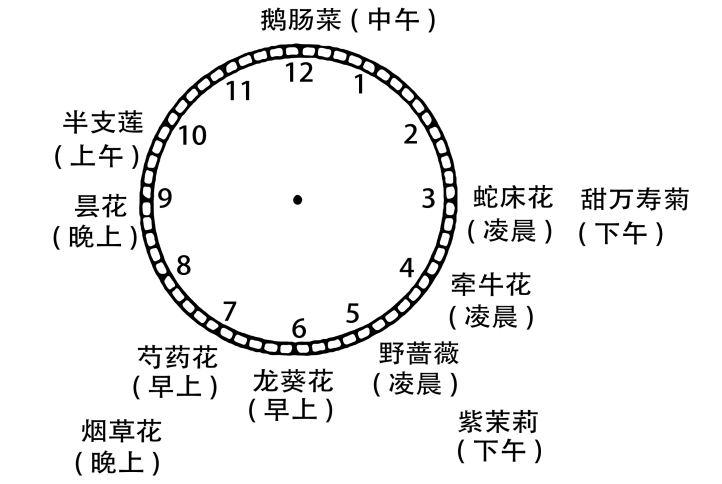 鹅肠菜(中午)
12
11
1
半支莲
(上午)
10
2
昙花
(晚上)
9
3
蛇床花
(凌晨)
甜万寿菊
(下午)
8
4
牵牛花
(凌晨)
7
5
6
芍药花
(早上)
龙葵花
(早上)
野蔷薇
(凌晨)
烟草花
(晚上)
紫茉莉
(下午)